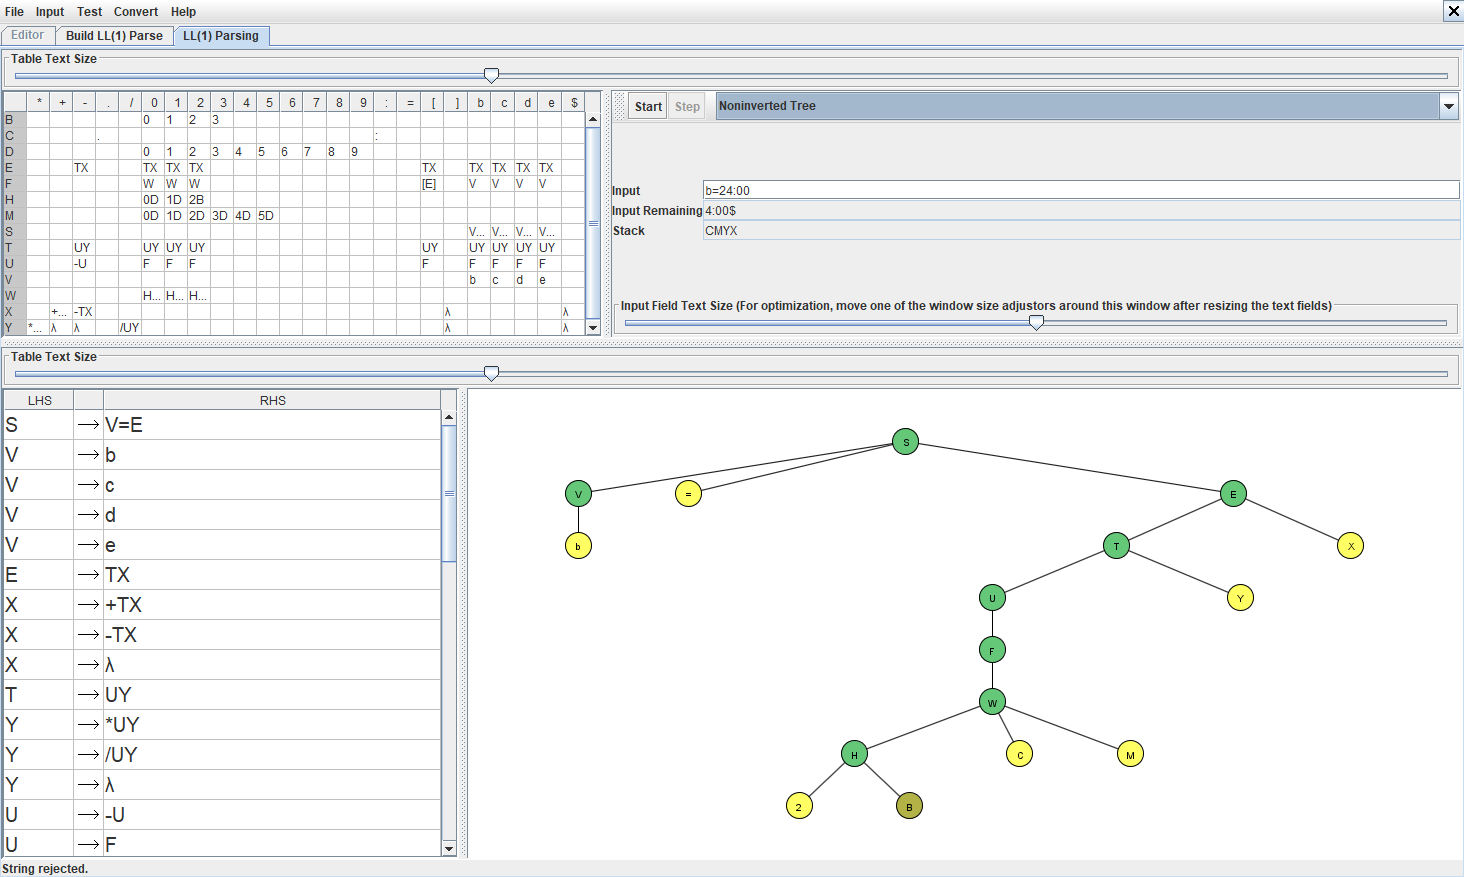 File Input Test Convert Help
Editor Build LL(1) Parse LL(1) Parsing
Table Text Size
* + - . / 0 1 2 3 4 5 6 7 8 9 : = [ ] b c d e $
B 0 1 2 3
C . :
D 0 1 2 3 4 5 6 7 8 9
E TX TX TX TX TX TX TX TX TX
F W W W [E] V V V V
H 0D 1D 2B
M 0D 1D 2D 3D 4D 5D
S V... V... V... V...
T UY UY UY UY UY UY UY UY UY
U -U F F F F F F F F
V b c d e
W H... H... H...
X +... -TX λ λ
Y *... λ λ /UY λ λ
Start Step Noninverted Tree
Input b=24:00
Input Remaining 4:00$
Stack CMYX
Input Field Text Size (For optimization, move one of the window size adjustors around this window after resizing the text fields)
Table Text Size
LHS RHS
S → V=E
V → b
V → c
V → d
V → e
E → TX
X → +TX
X → -TX
X → λ
T → UY
Y → *UY
Y → /UY
Y → λ
U → -U
U → F
S
V = E
b T X
U Y
F
W
H C M
2 B
String rejected.